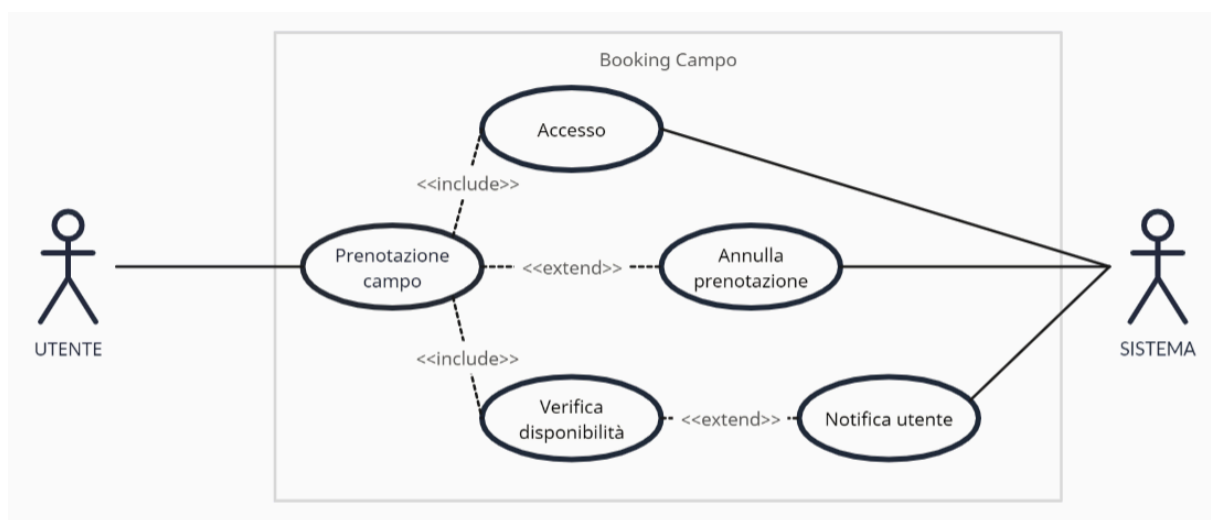 Booking Campo
Accesso
<<include>>
Prenotazione
campo
<<extend>>
Annulla
prenotazione
UTENTE
SISTEMA
<<include>>
Verifica
disponibilità
<<extend>>
Notifica utente